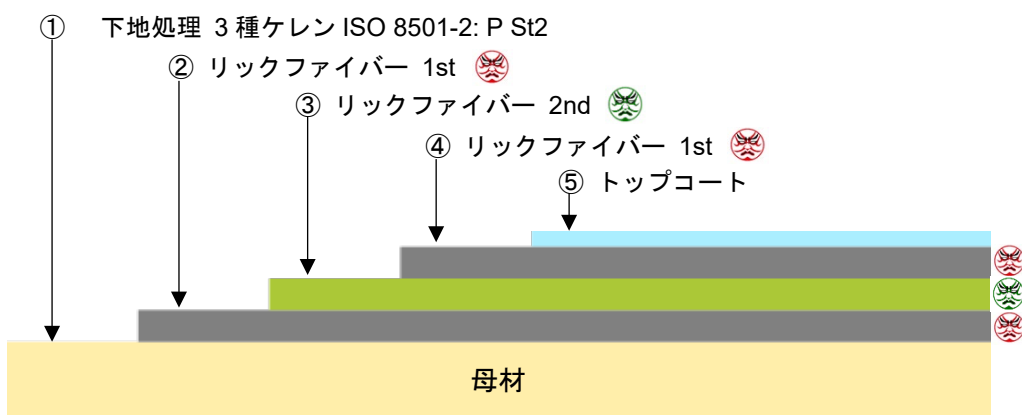 ① 下地処理 3 種ケレン ISO 8501-2: P St2
② リックファイバー 1st
③ リックファイバー 2nd
④ リックファイバー 1st
⑤ トップコート
母材